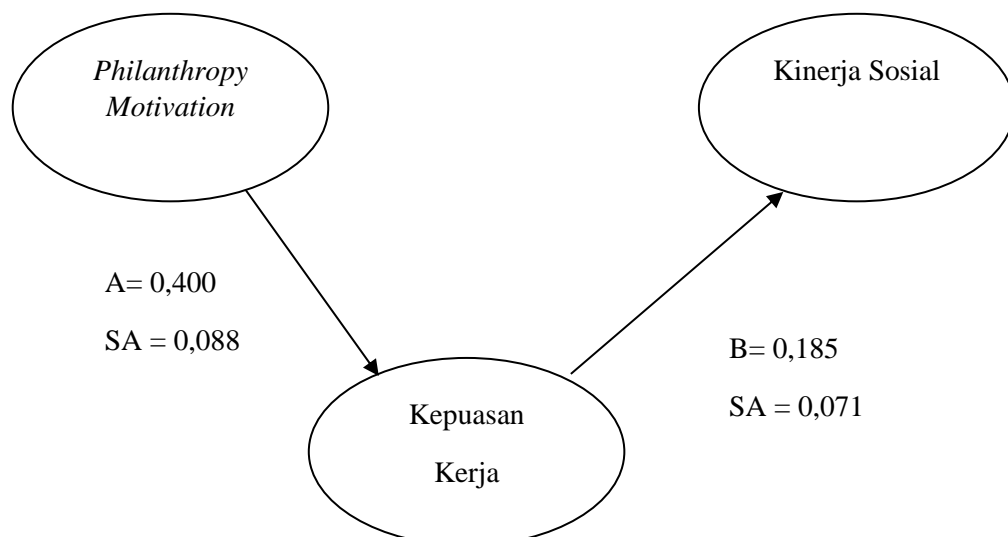 Philanthropy
Motivation
Kinerja Sosial
A= 0,400
SA = 0,088
B= 0,185
SA = 0,071
Kepuasan
Kerja